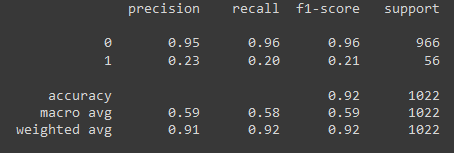 precision recall f1-score support
0 0.95 0.96 0.96 966
1 0.23 0.20 0.21 56
accuracy 0.92 1022
macro avg 0.59 0.58 0.59 1022
weighted avg 0.91 0.92 0.92 1022